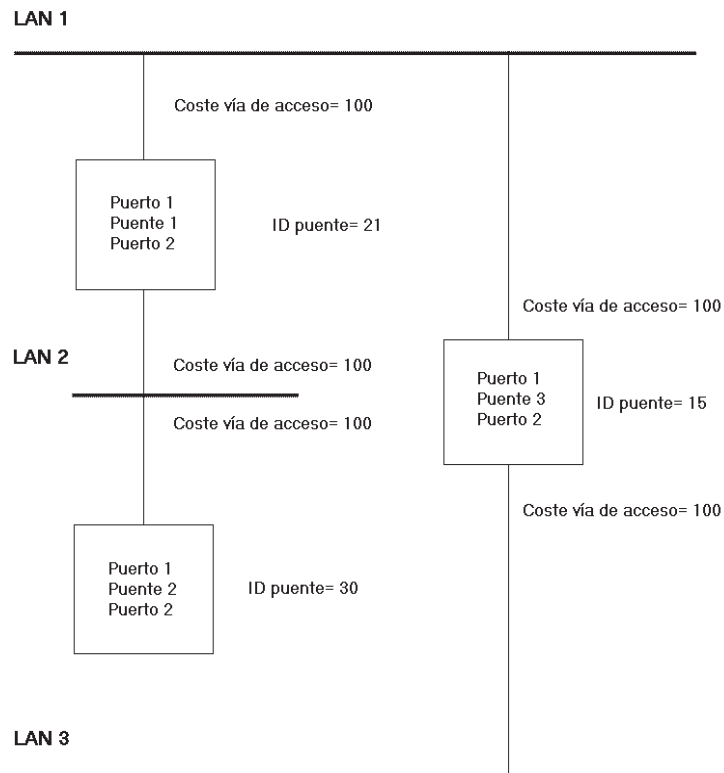 LAN 1
Coste vía de acceso= 100
Puerto 1
Puente 1
Puerto 2
ID puente= 21
Coste vía de acceso= 100
LAN 2
Coste vía de acceso= 100
Coste vía de acceso= 100
Puerto 1
Puente 3
Puerto 2
ID puente= 15
Coste vía de acceso= 100
Puerto 1
Puente 2
Puerto 2
ID puente= 30
LAN 3